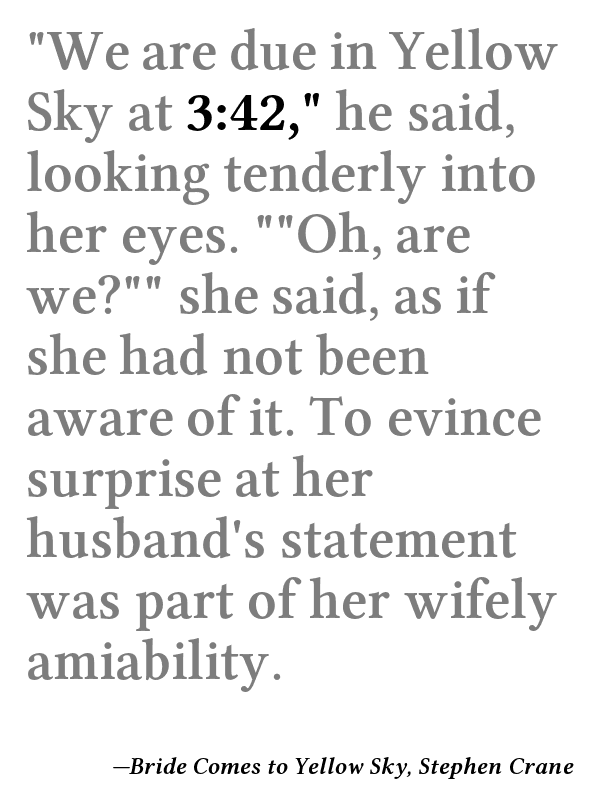 "We are due in Yellow
Sky at 3:42," he said,
looking tenderly into
her eyes. ""Oh, are
we?"" she said, as if
she had not been
aware of it. To evince
surprise at her
husband's statement
was part of her wifely
amiability.
—Bride Comes to Yellow Sky, Stephen Crane